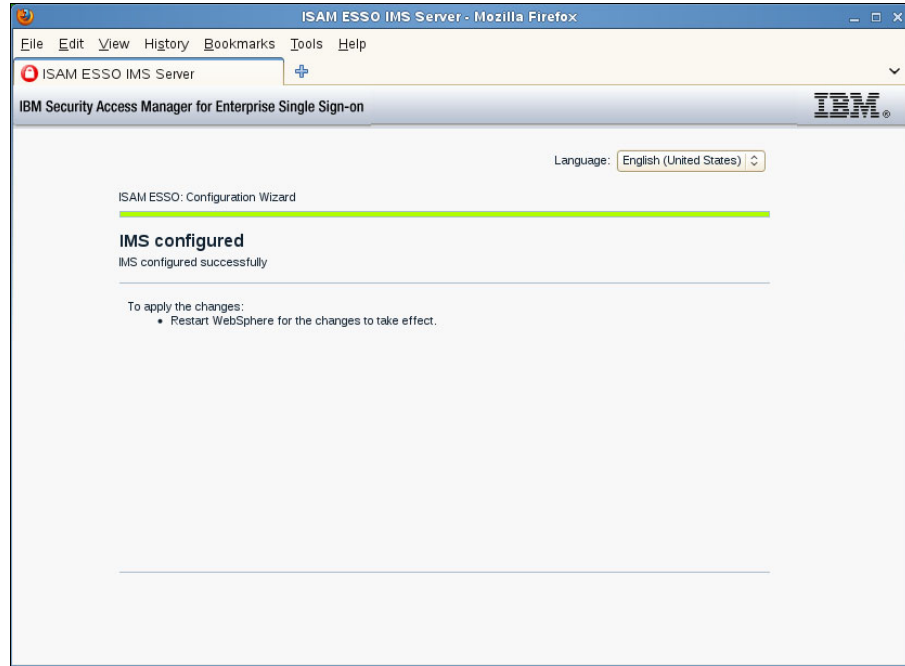 ISAM ESSO IMS Server - Mozilla Firefox
File Edit View History Bookmarks Tools Help
ISAM ESSO IMS Server
IBM Security Access Manager for Enterprise Single Sign-on
IBM®
Language: English (United States)
ISAM ESSO: Configuration Wizard
IMS configured
IMS configured successfully
To apply the changes:
• Restart WebSphere for the changes to take effect.